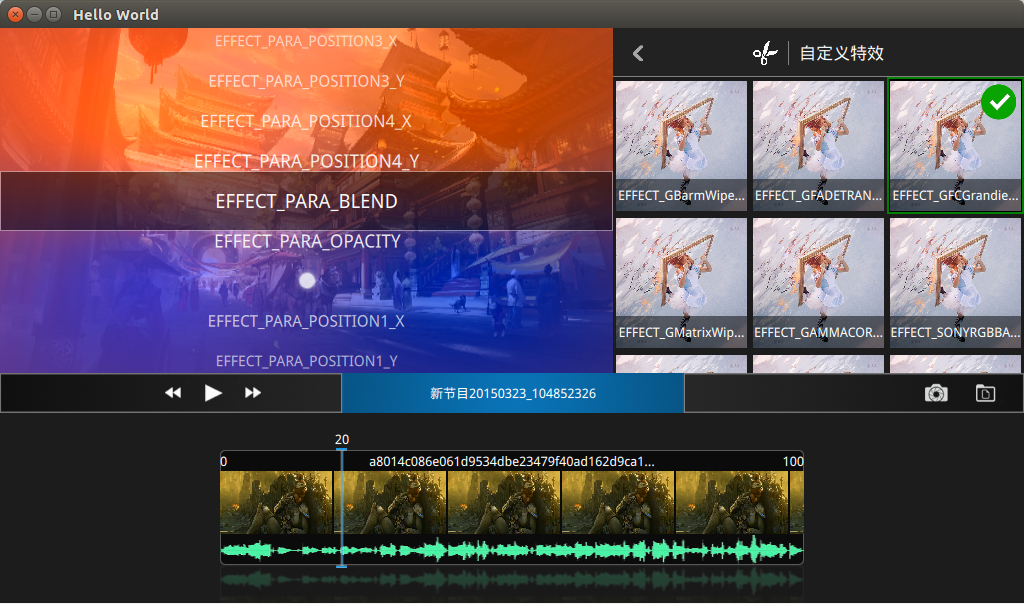 Hello World
EFFECT_PARA_POSITION3_X
EFFECT_PARA_POSITION3_Y
EFFECT_PARA_POSITION4_X
EFFECT_PARA_POSITION4_Y
EFFECT_PARA_BLEND
EFFECT_PARA_OPACITY
EFFECT_PARA_POSITION1_X
EFFECT_PARA_POSITION1_Y
自定义特效
EFFECT_GBarmWipe...
EFFECT_GFADETRAN...
EFFECT_GFCGrandie...
EFFECT_GMatrixWip...
EFFECT_GAMMACOR...
EFFECT_SONYRGBBA...
新节目20150323_104852326
20
0
a8014c086e061d9534dbe23479f40ad162d9ca1...
100